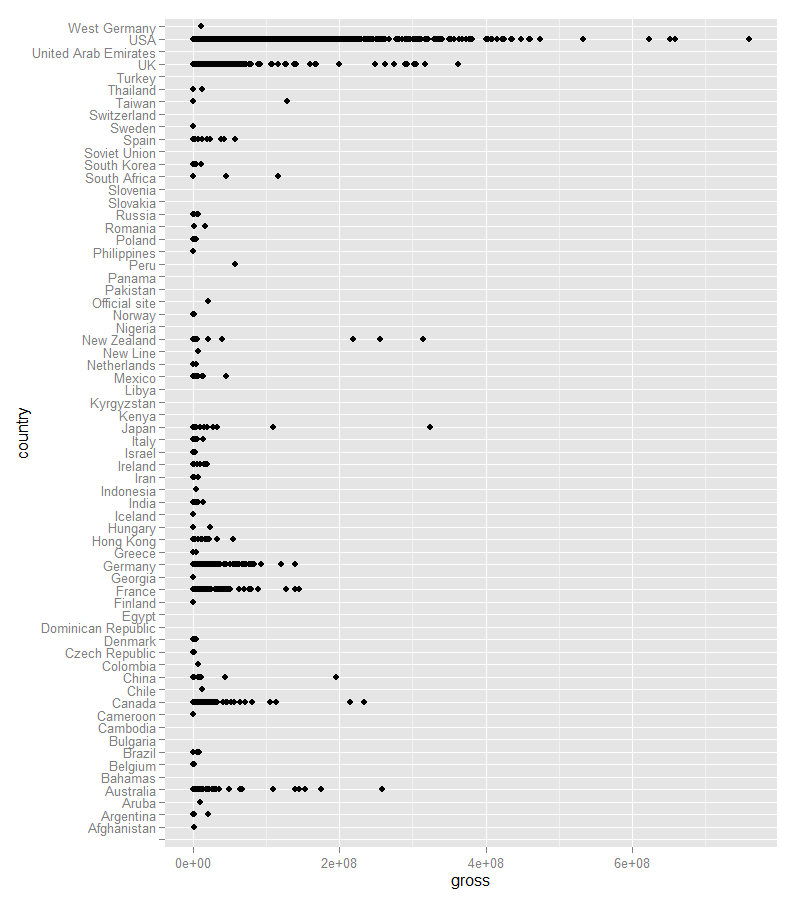 West Germany
USA
United Arab Emirates
UK
Turkey
Thailand
Taiwan
Switzerland
Sweden
Spain
Soviet Union
South Korea
South Africa
Slovenia
Slovakia
Russia
Romania
Poland
Philippines
Peru
Panama
Pakistan
Official site
Norway
Nigeria
New Zealand
New Line
Netherlands
Mexico
Libya
Kyrgyzstan
Kenya
Japan
Italy
Israel
Ireland
Iran
Indonesia
India
Iceland
Hungary
Hong Kong
Greece
Germany
Georgia
France
Finland
Egypt
Dominican Republic
Denmark
Czech Republic
Colombia
China
Chile
Canada
Cameroon
Cambodia
Bulgaria
Brazil
Belgium
Bahamas
Australia
Aruba
Argentina
Afghanistan
country
0e+00 2e+08 4e+08 6e+08
gross